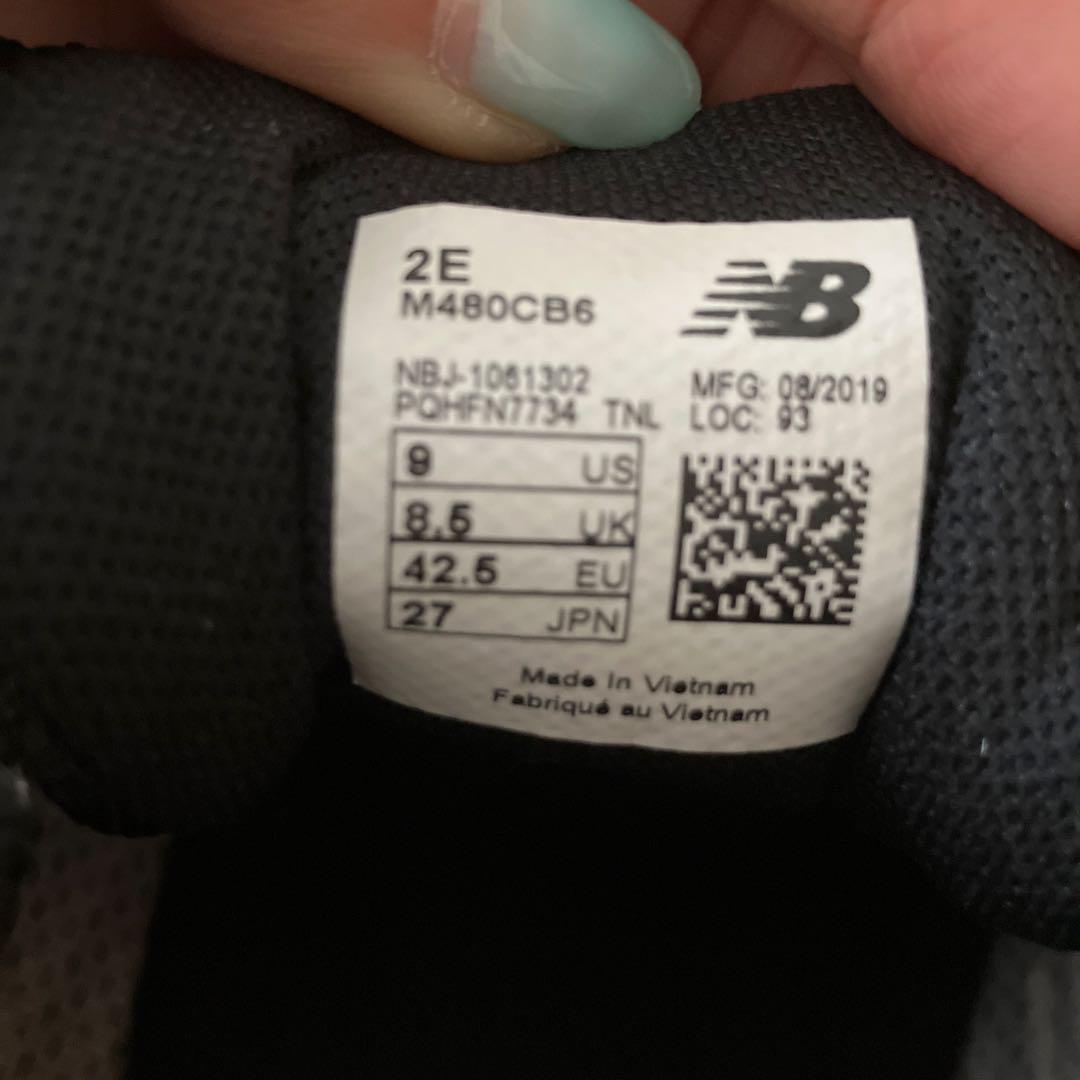 2E
M480CB6
NB
NBJ-1061302
PQHFN7734 TNL
MFG: 08/2019
LOC: 93
9 US
8.5 UK
42.5 EU
27 JPN
Made in Vietnam
Fabriqué au Vietnam